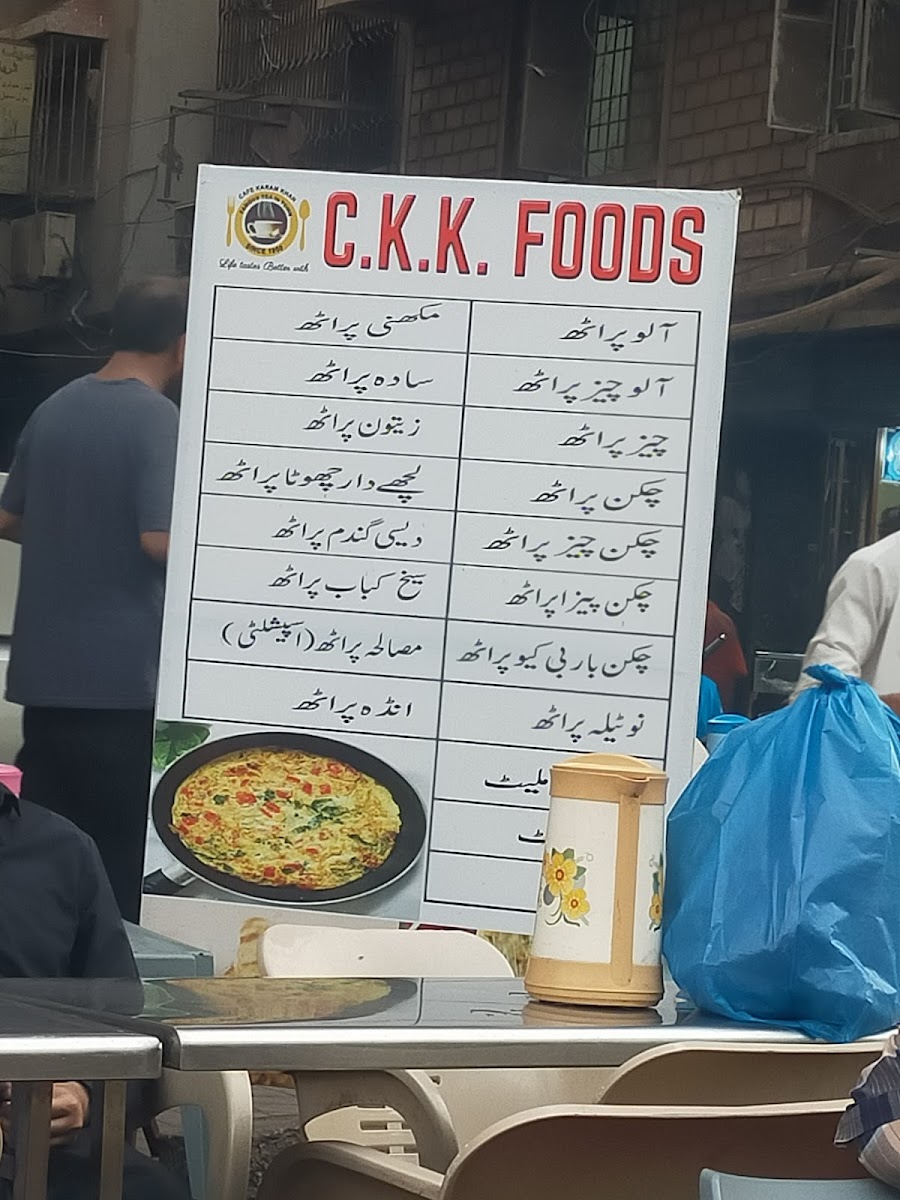 CAFE KARAM KHAN
SINCE 1950
Life tastes Better with
C.K.K. FOODS
آلو پراٹھ
مکھنی پراٹھ
آلو چیز پراٹھ
سادہ پراٹھ
چیز پراٹھ
زیتون پراٹھ
چکن پراٹھ
لچھے دار چھوٹا پراٹھ
چکن چیز پراٹھ
دیسی گندم پراٹھ
چکن پیزا پراٹھ
سیخ کباب پراٹھ
چکن باربی کیو پراٹھ
مصالحہ پراٹھ (اسپیشلٹی)
نوٹیلہ پراٹھ
انڈہ پراٹھ
ملیٹ